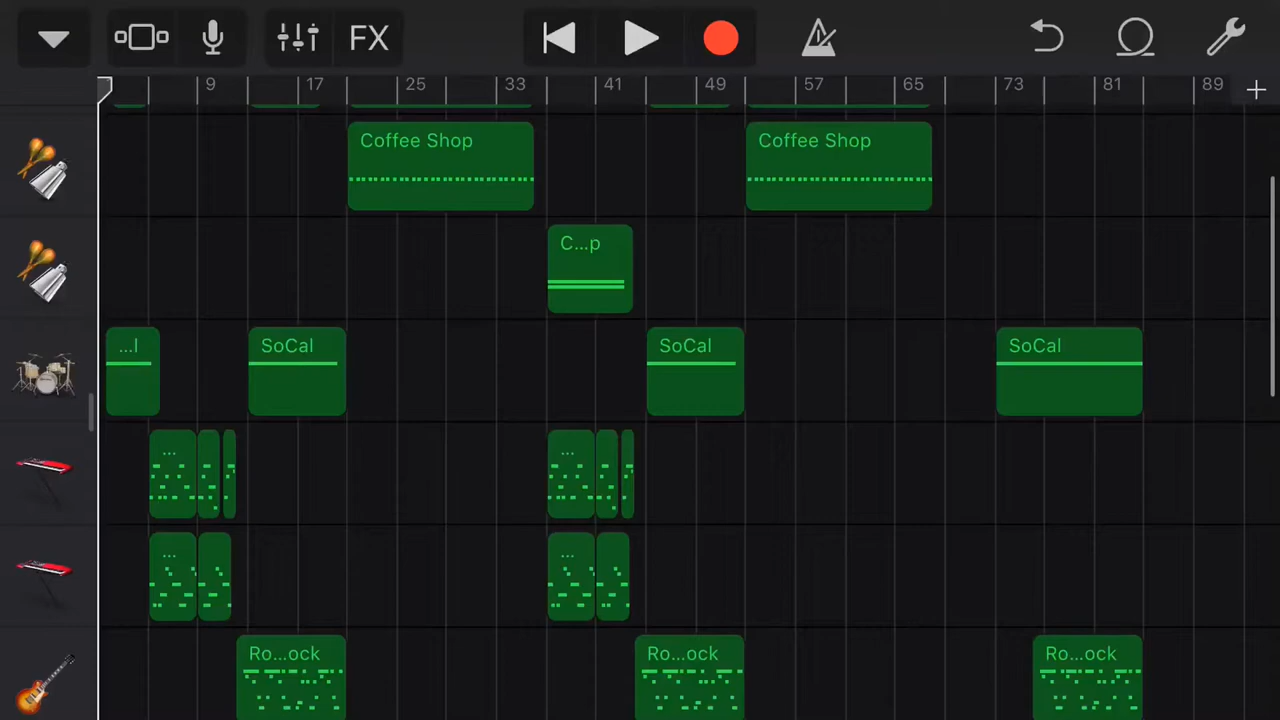 FX
9 17 25 33 41 49 57 65 73 81 89
Coffee Shop Coffee Shop
C...p
...l SoCal SoCal SoCal
... ...
... ...
Ro...ock Ro...ock Ro...ock